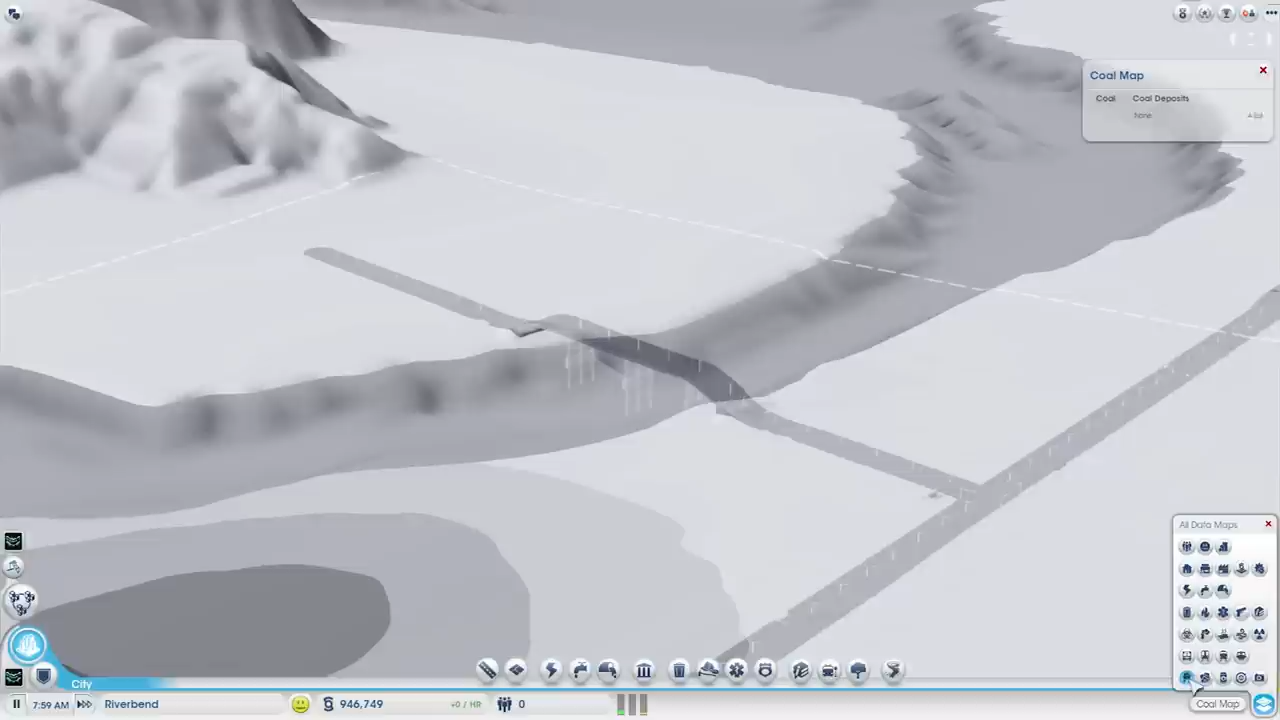 Coal Map
Coal Coal Deposits
None
All Data Maps
Coal Map
City
7:59 AM Riverbend 946,749 +0 / HR 0